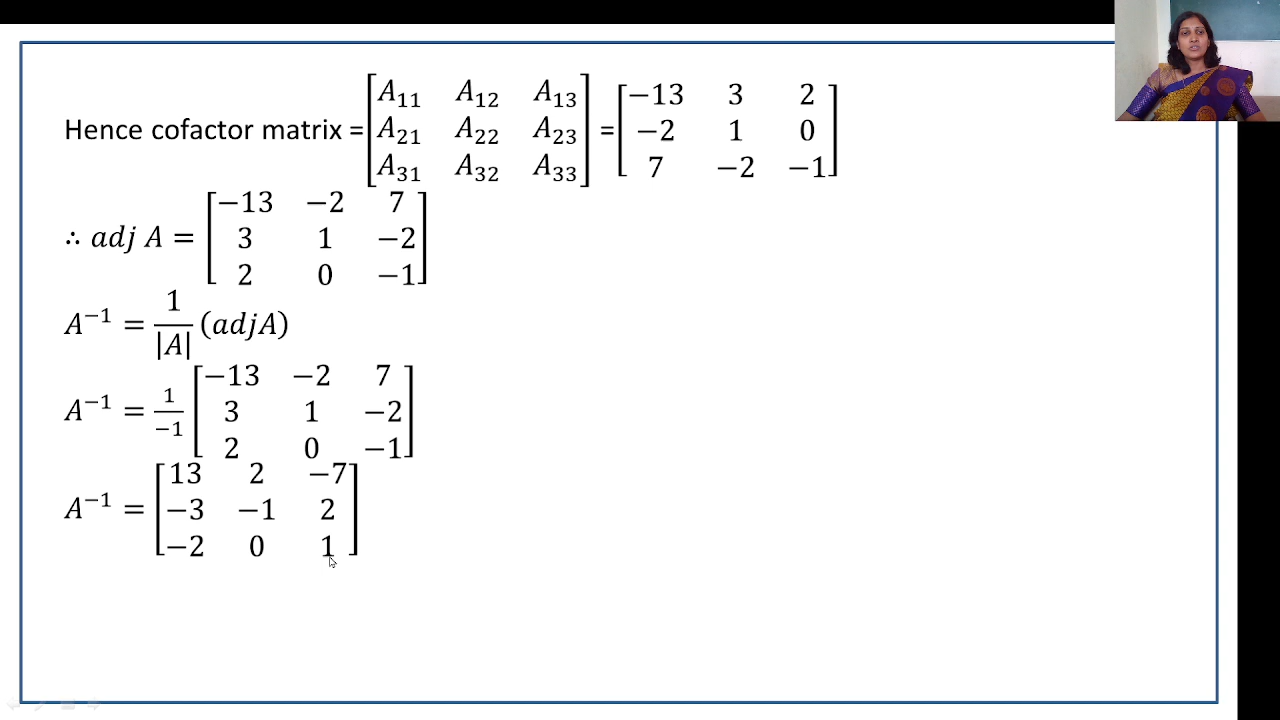 Hence cofactor matrix = [A₁₁ A₁₂ A₁₃; A₂₁ A₂₂ A₂₃; A₃₁ A₃₂ A₃₃] = [−13 3 2; −2 1 0; 7 −2 −1]
∴ adj A = [−13 −2 7; 3 1 −2; 2 0 −1]
A⁻¹ = 1/|A| (adjA)
A⁻¹ = 1/−1 [−13 −2 7; 3 1 −2; 2 0 −1]
A⁻¹ = [13 2 −7; −3 −1 2; −2 0 1]